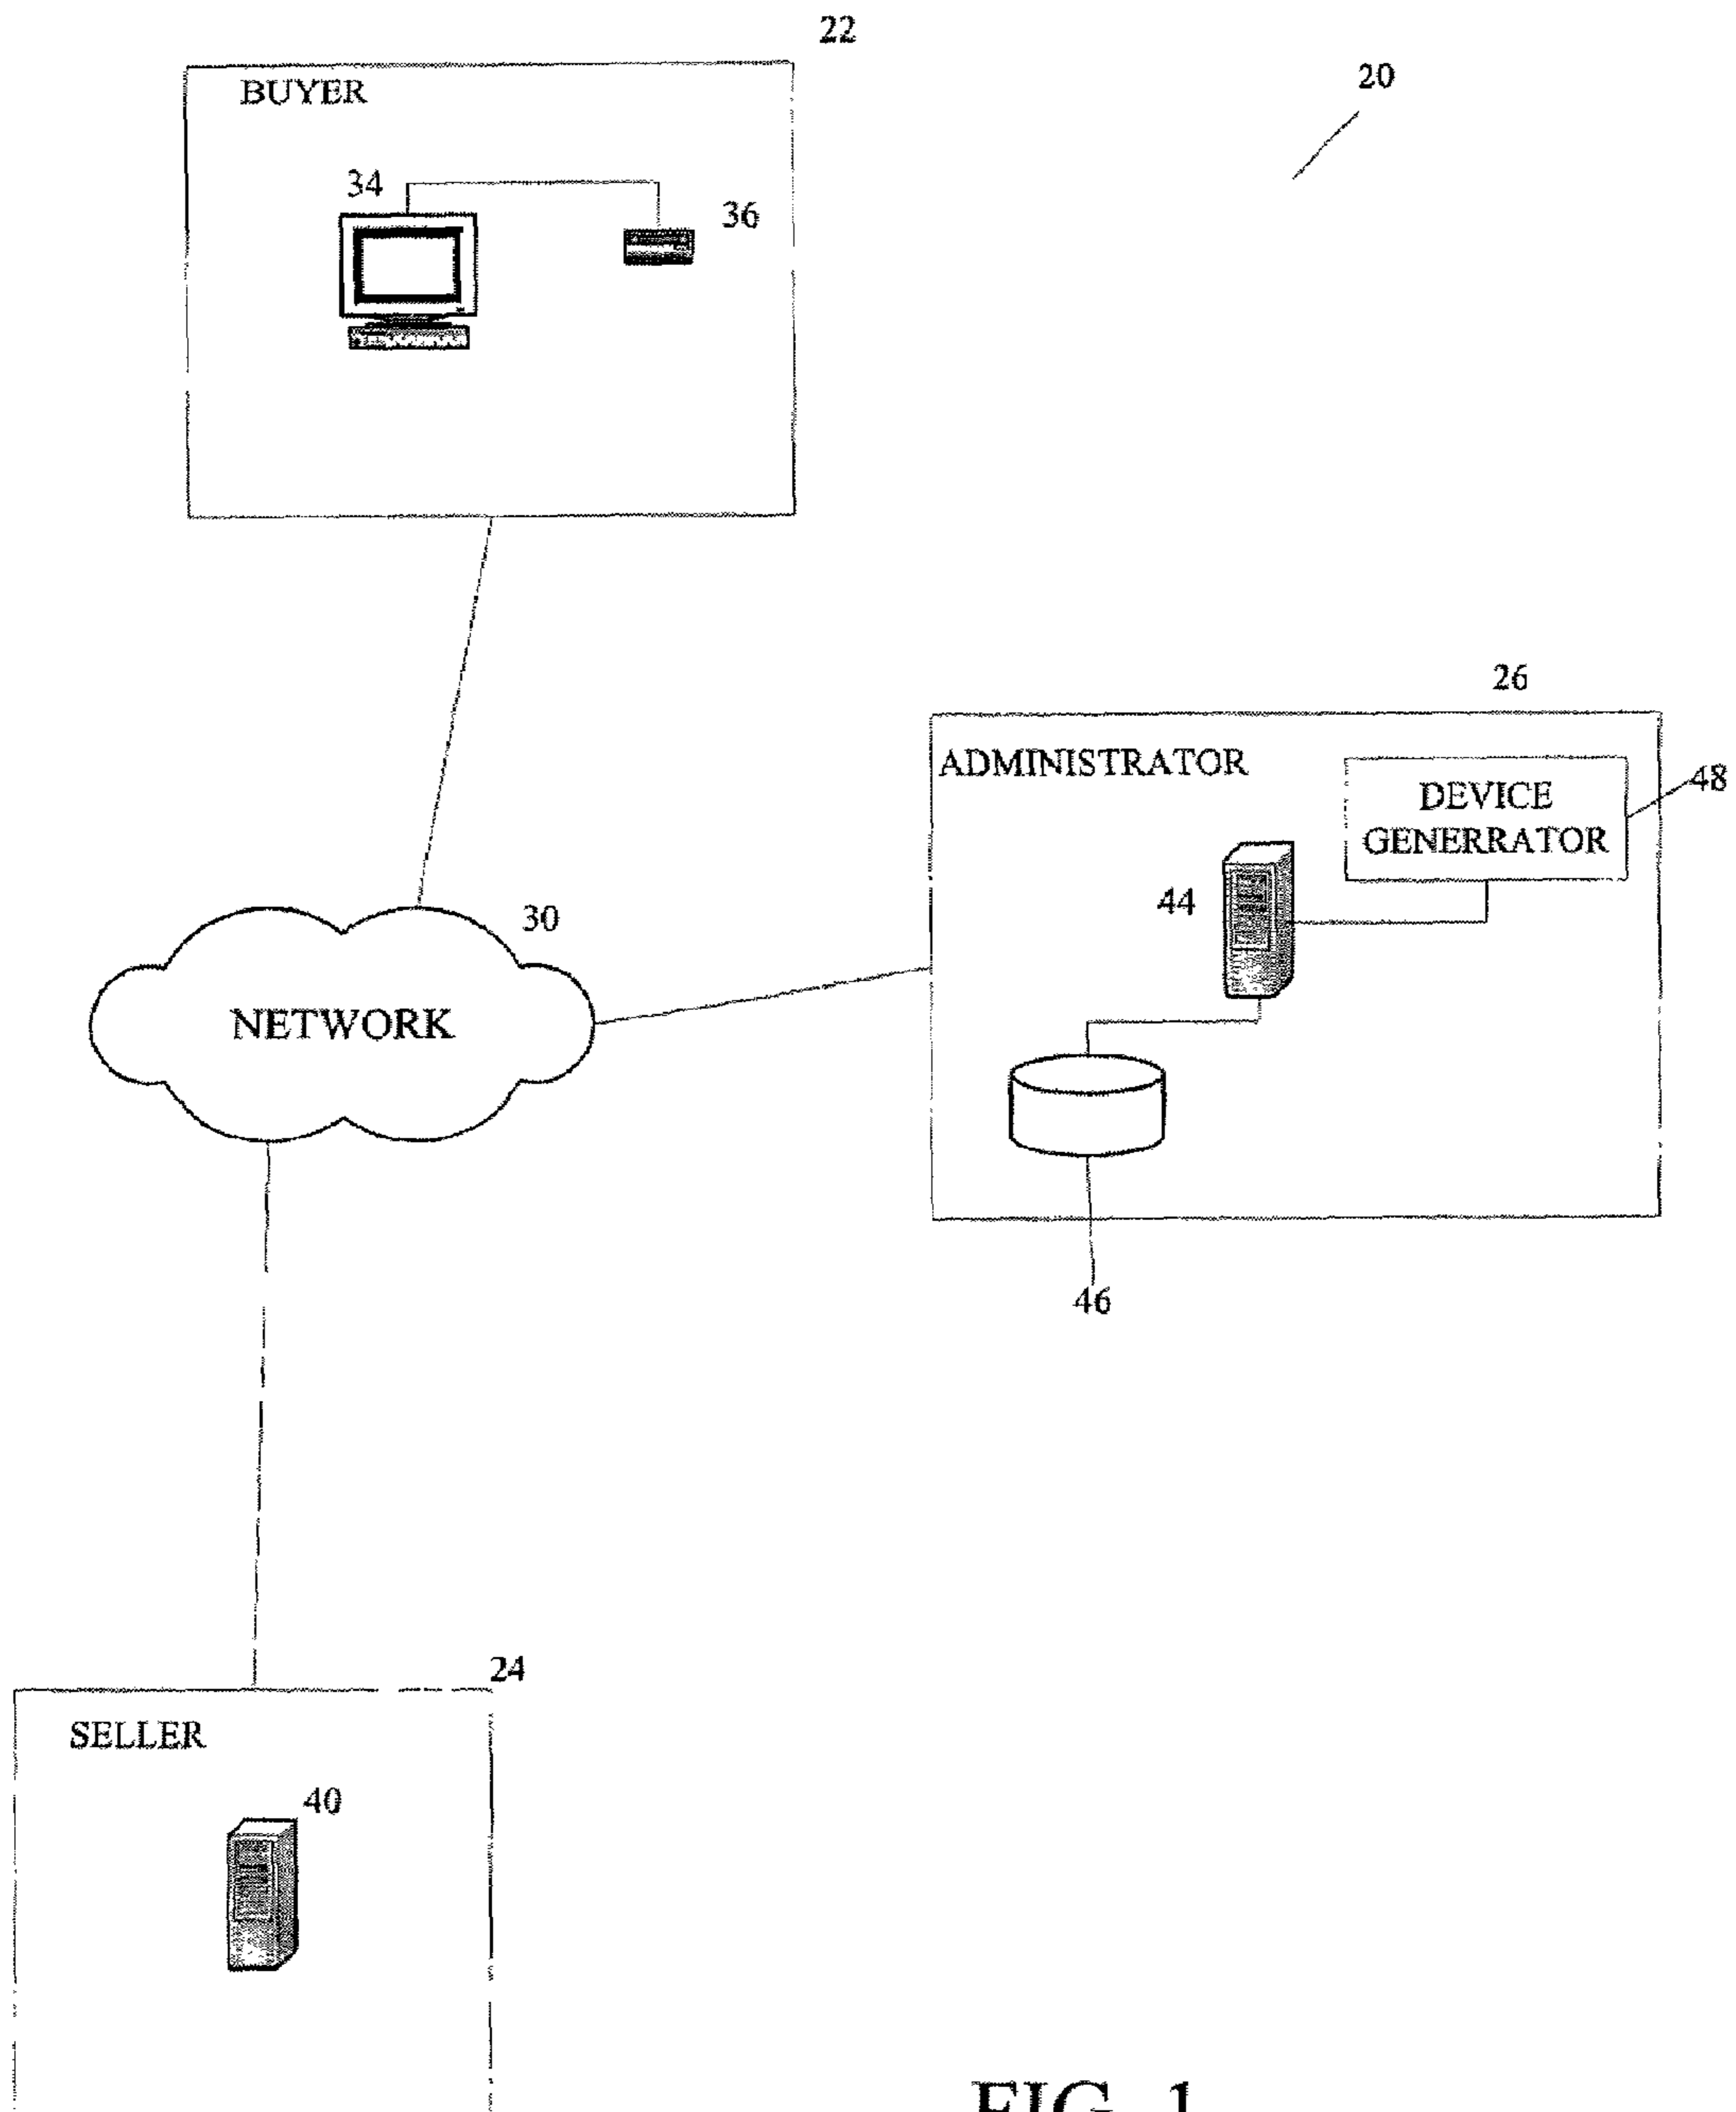 22
20
BUYER
34
36
26
ADMINISTRATOR
DEVICE
GENERRATOR
48
44
30
NETWORK
46
24
SELLER
40
FIG. 1